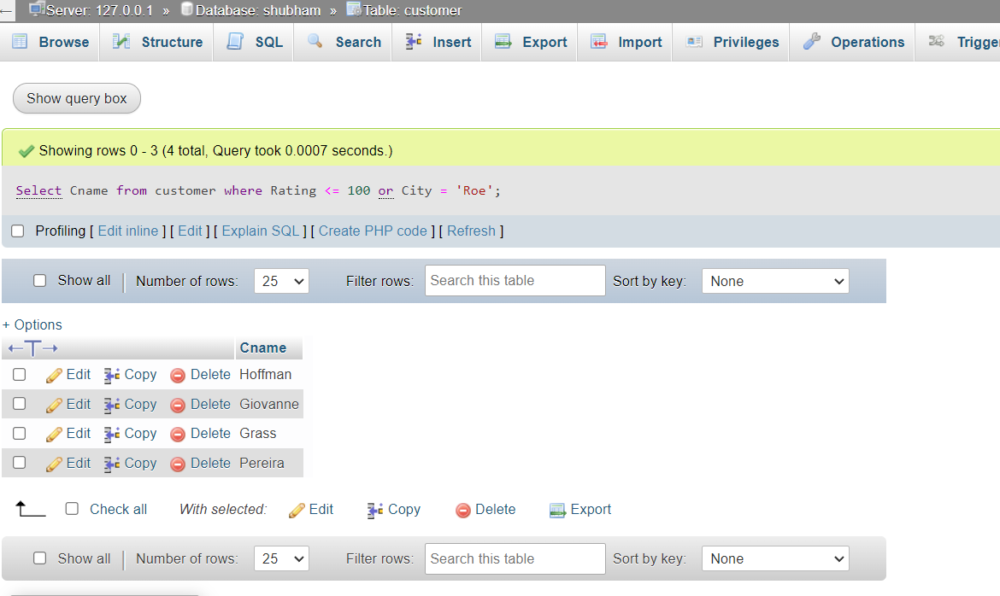 Server: 127.0.0.1 » Database: shubham » Table: customer
Browse Structure SQL Search Insert Export Import Privileges Operations
Show query box
Showing rows 0 - 3 (4 total, Query took 0.0007 seconds.)
Select Cname from customer where Rating <= 100 or City = 'Roe';
Profiling [ Edit inline ] [ Edit ] [ Explain SQL ] [ Create PHP code ] [ Refresh ]
Show all Number of rows: 25 Filter rows: Search this table Sort by key: None
+ Options
←T→ Cname
Edit Copy Delete Hoffman
Edit Copy Delete Giovanne
Edit Copy Delete Grass
Edit Copy Delete Pereira
Check all With selected: Edit Copy Delete Export
Show all Number of rows: 25 Filter rows: Search this table Sort by key: None